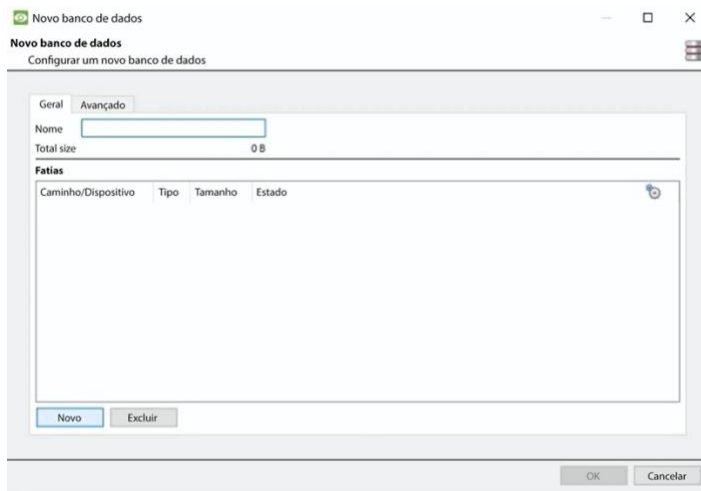 Novo banco de dados
Novo banco de dados
Configurar um novo banco de dados
Geral Avançado
Nome
Total size 0 B
Fatias
Caminho/Dispositivo Tipo Tamanho Estado
Novo Excluir
OK Cancelar